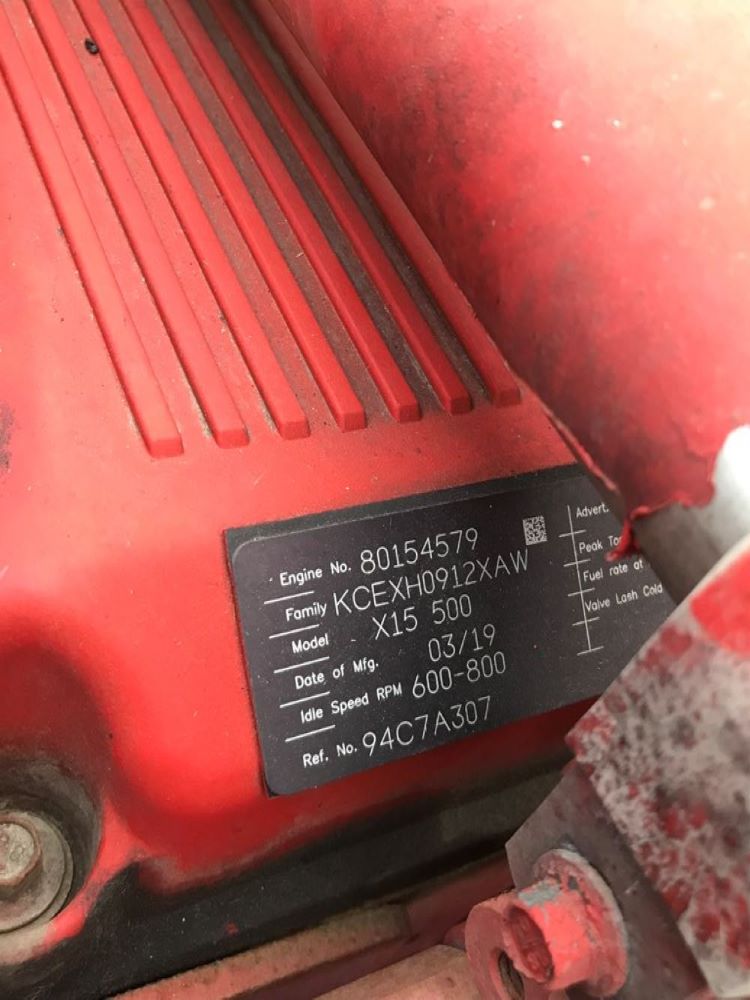 Engine No. 80154579
Family KCEXH0912XAW
Model X15 500
Date of Mfg. 03/19
Idle Speed RPM 600-800
Ref. No. 94C7A307
Advert.
Peak
Fuel rate at
Valve Lash Cold